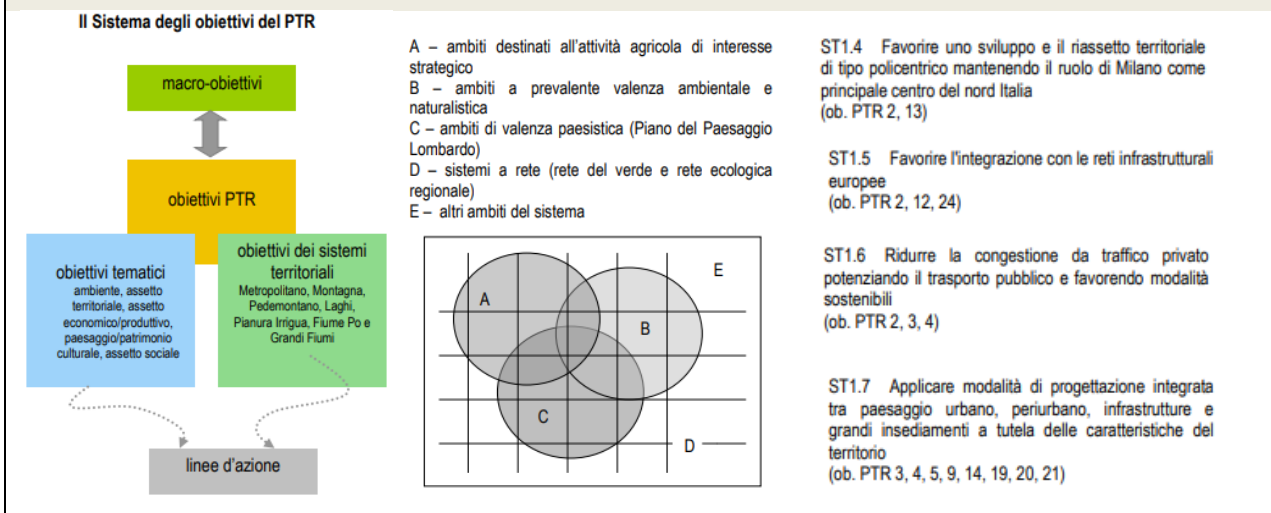 Il Sistema degli obiettivi del PTR
macro-obiettivi
obiettivi PTR
obiettivi tematici
ambiente, assetto
territoriale, assetto
economico/produttivo,
paesaggio/patrimonio
culturale, assetto sociale
obiettivi dei sistemi
territoriali
Metropolitano, Montagna,
Pedemontano, Laghi,
Pianura Irrigua, Fiume Po e
Grandi Fiumi
linee d'azione
A – ambiti destinati all'attività agricola di interesse
strategico
B – ambiti a prevalente valenza ambientale e
naturalistica
C – ambiti di valenza paesistica (Piano del Paesaggio
Lombardo)
D – sistemi a rete (rete del verde e rete ecologica
regionale)
E – altri ambiti del sistema
A
E
B
C
D
ST1.4 Favorire uno sviluppo e il riassetto territoriale
di tipo policentrico mantenendo il ruolo di Milano come
principale centro del nord Italia
(ob. PTR 2, 13)
ST1.5 Favorire l'integrazione con le reti infrastrutturali
europee
(ob. PTR 2, 12, 24)
ST1.6 Ridurre la congestione da traffico privato
potenziando il trasporto pubblico e favorendo modalità
sostenibili
(ob. PTR 2, 3, 4)
ST1.7 Applicare modalità di progettazione integrata
tra paesaggio urbano, periurbano, infrastrutture e
grandi insediamenti a tutela delle caratteristiche del
territorio
(ob. PTR 3, 4, 5, 9, 14, 19, 20, 21)